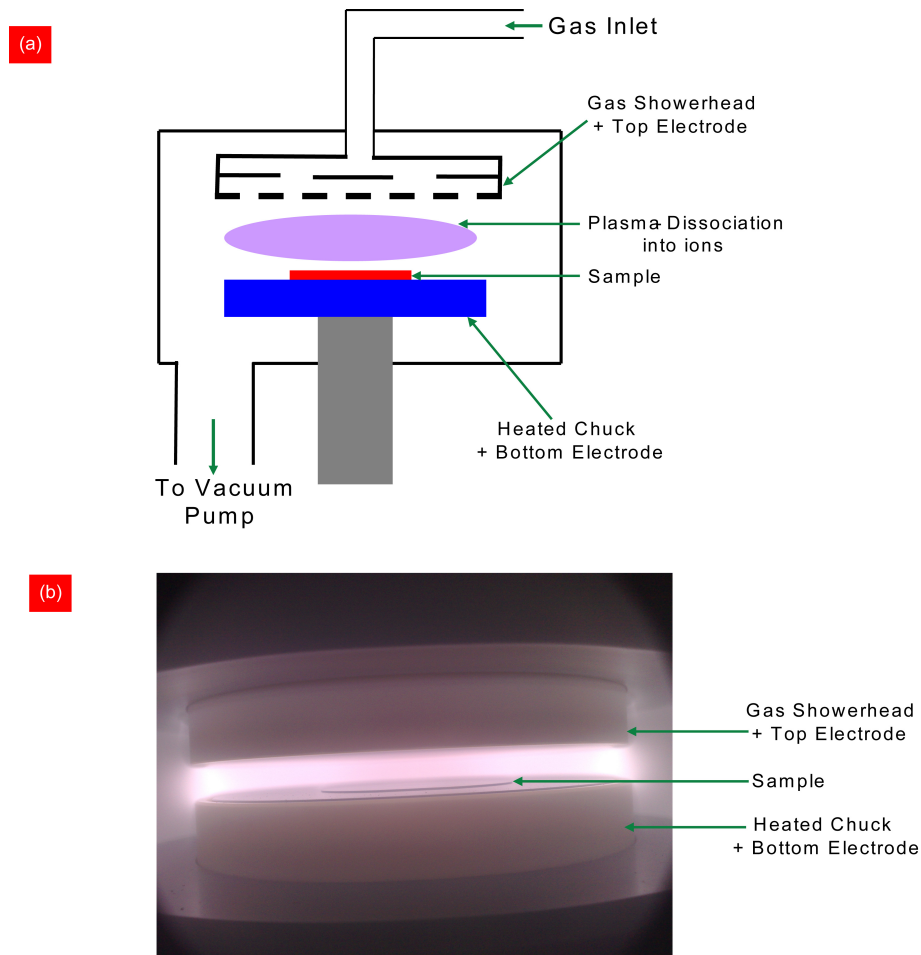 (a)
Gas Inlet
Gas Showerhead
+ Top Electrode
Plasma-Dissociation
into ions
Sample
Heated Chuck
+ Bottom Electrode
To Vacuum
Pump
(b)
Gas Showerhead
+ Top Electrode
Sample
Heated Chuck
+ Bottom Electrode